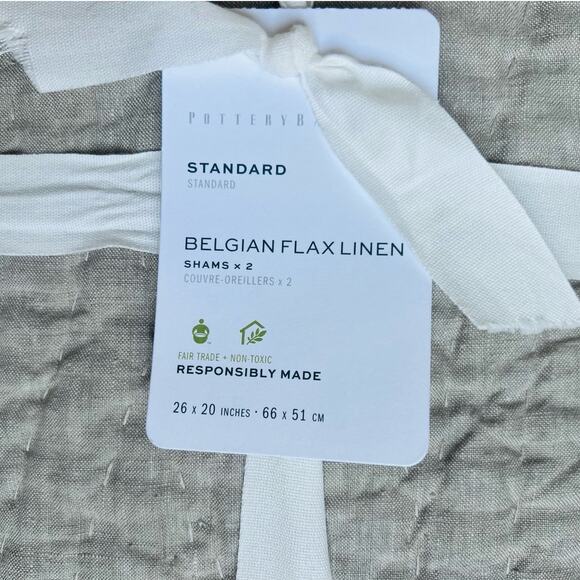 POTTERY
STANDARD
STANDARD
BELGIAN FLAX LINEN
SHAMS × 2
COUVRE-OREILLERS x 2
FAIR TRADE + NON-TOXIC
RESPONSIBLY MADE
26 x 20 INCHES · 66 x 51 CM